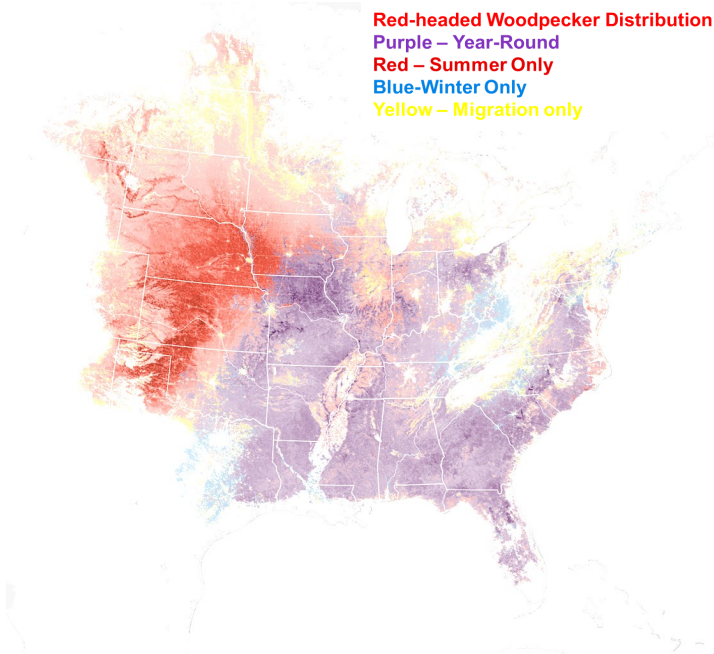 Red-headed Woodpecker Distribution
Purple – Year-Round
Red – Summer Only
Blue-Winter Only
Yellow – Migration only